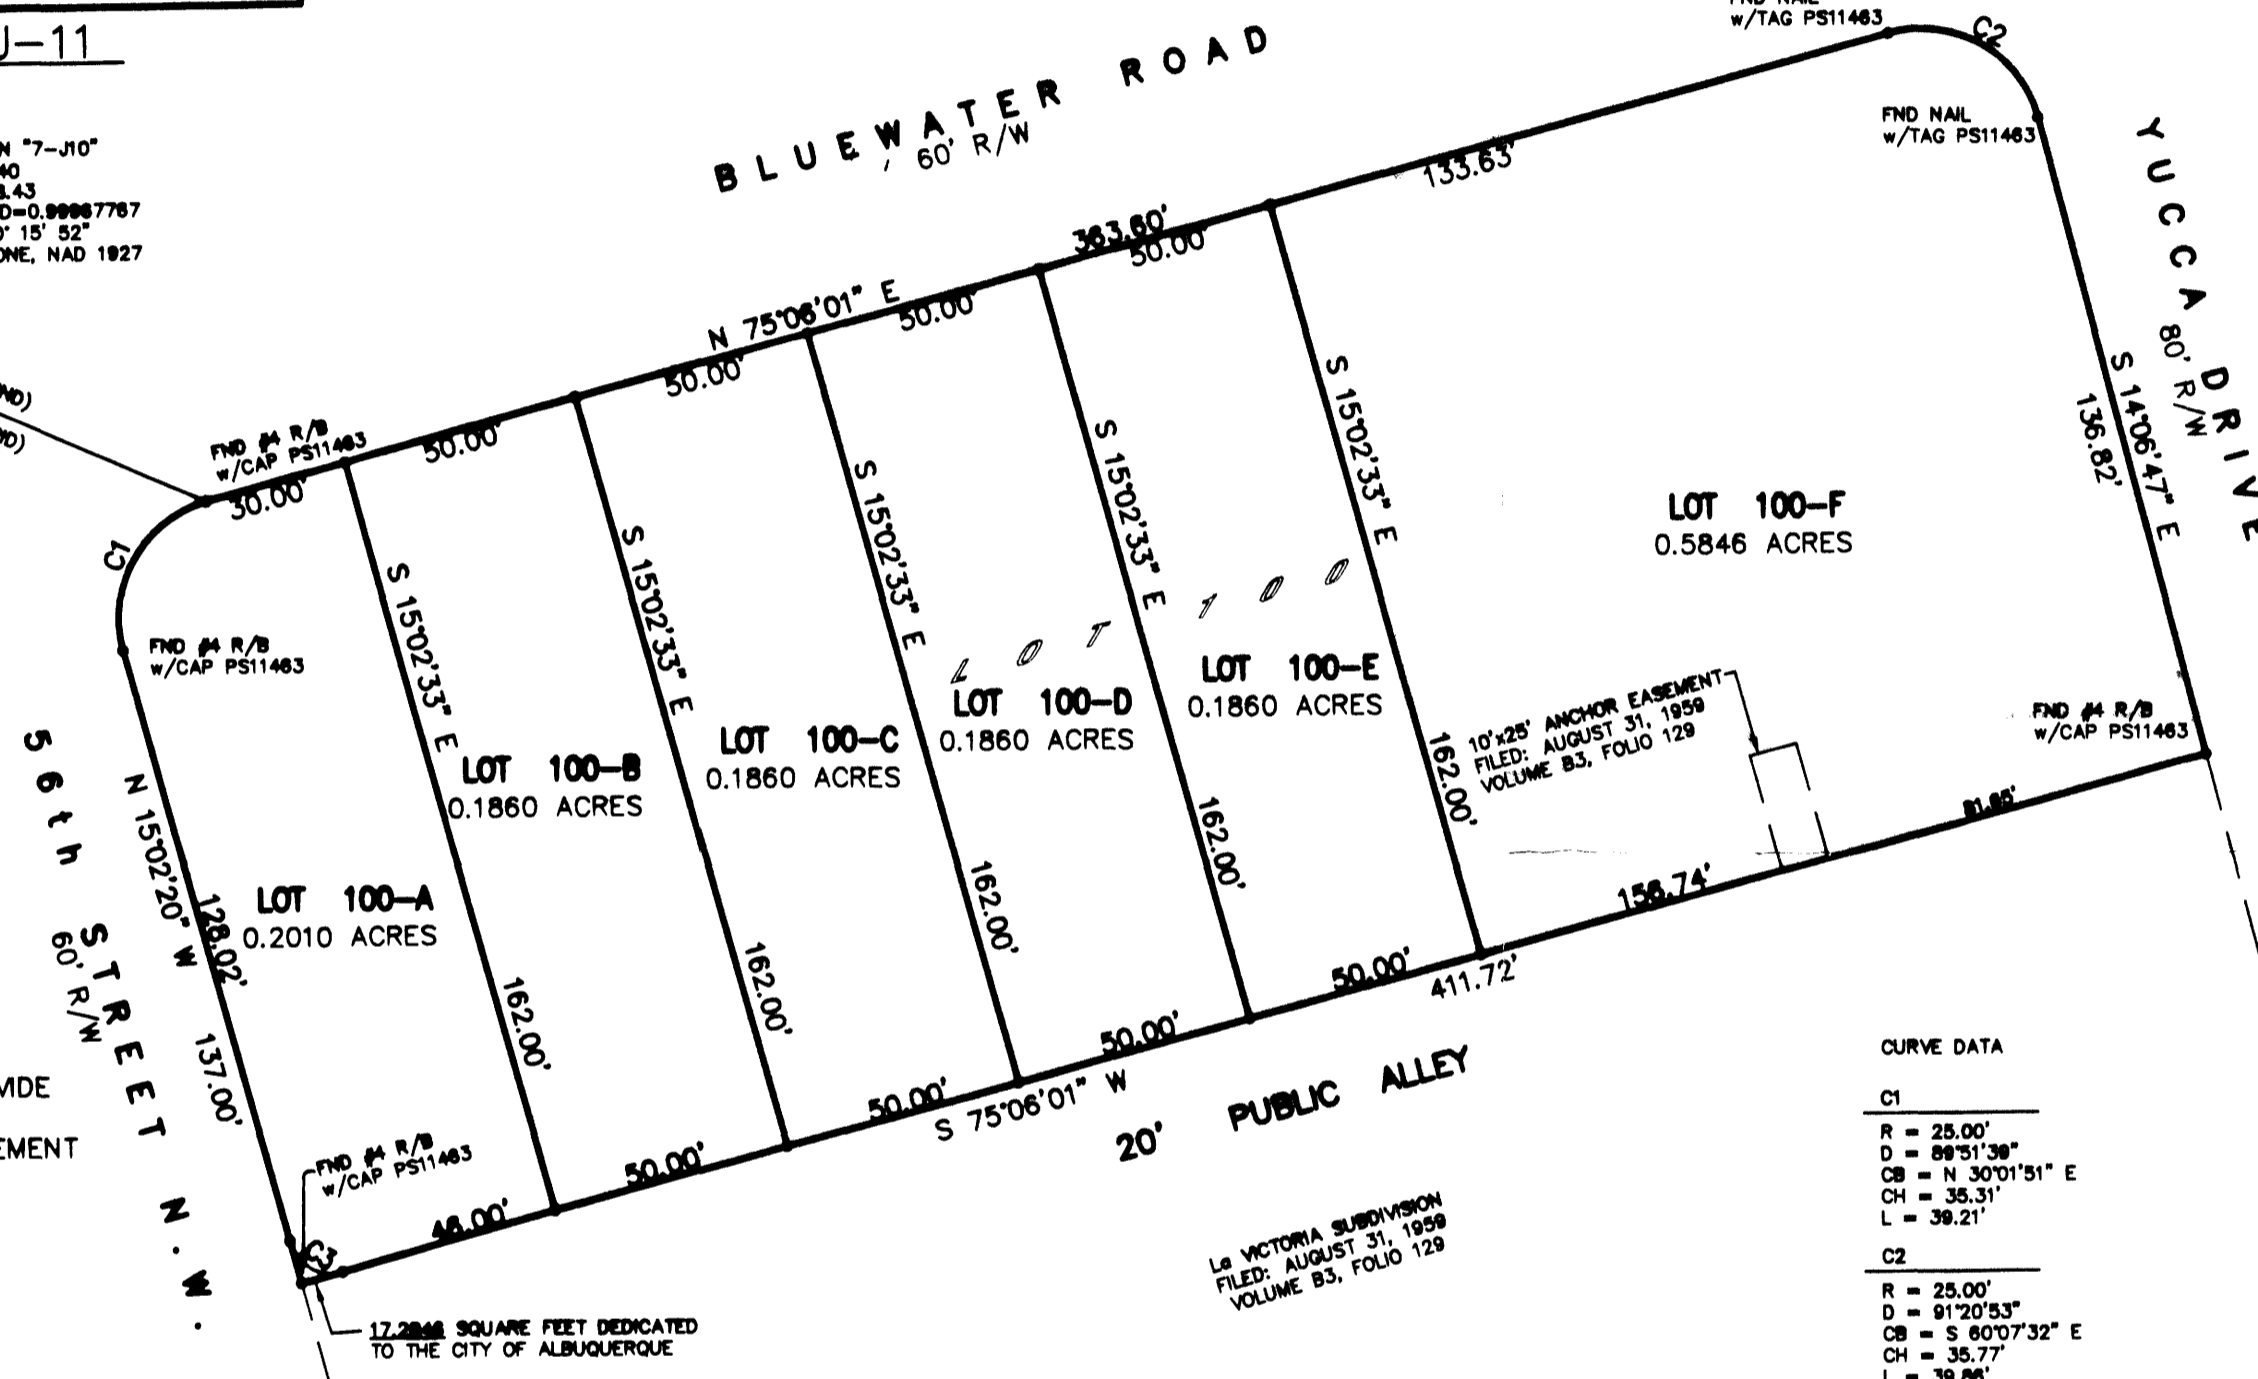 J-11
N "7-J10"
40
.43
D=0.99967767
0° 15' 52"
ONE, NAD 1927
FND NAIL
w/TAG PS11463
C2
BLUEWATER ROAD
60' R/W
FND NAIL
w/TAG PS11463
YUCCA DRIVE
80' R/W
133.63'
363.60'
50.00'
N 75°06'01" E
50.00'
50.00'
50.00'
FND #4 R/B
w/CAP PS11463
30.00'
C1
FND #4 R/B
w/CAP PS11463
S 15°02'33" E
S 15°02'33" E
S 15°02'33" E
S 15°02'33" E
S 15°02'33" E
S 14°06'47" E
136.82'
LOT 100-F
0.5846 ACRES
LOT 100
LOT 100-E
0.1860 ACRES
LOT 100-D
0.1860 ACRES
LOT 100-C
0.1860 ACRES
LOT 100-B
0.1860 ACRES
LOT 100-A
0.2010 ACRES
10'x25' ANCHOR EASEMENT
FILED: AUGUST 31, 1959
VOLUME B3, FOLIO 129
FND #4 R/B
w/CAP PS11463
56th STREET N.W.
60' R/W
N 15°02'20" W
128.02'
137.00'
162.00'
162.00'
162.00'
162.00'
162.00'
156.74'
50.00'
411.72'
50.00'
50.00'
S 75°06'01" W
50.00'
46.00'
20' PUBLIC ALLEY
VIDE
EMENT
FND #4 R/B
w/CAP PS11463
C3
SQUARE FEET DEDICATED
TO THE CITY OF ALBUQUERQUE
La VICTORIA SUBDIVISION
FILED: AUGUST 31, 1959
VOLUME B3, FOLIO 129
CURVE DATA
C1
R = 25.00'
D = 89°51'39"
CB = N 30°01'51" E
CH = 35.31'
L = 39.21'
C2
R = 25.00'
D = 91°20'53"
CB = S 60°07'32" E
CH = 35.77'
L = 39.86'